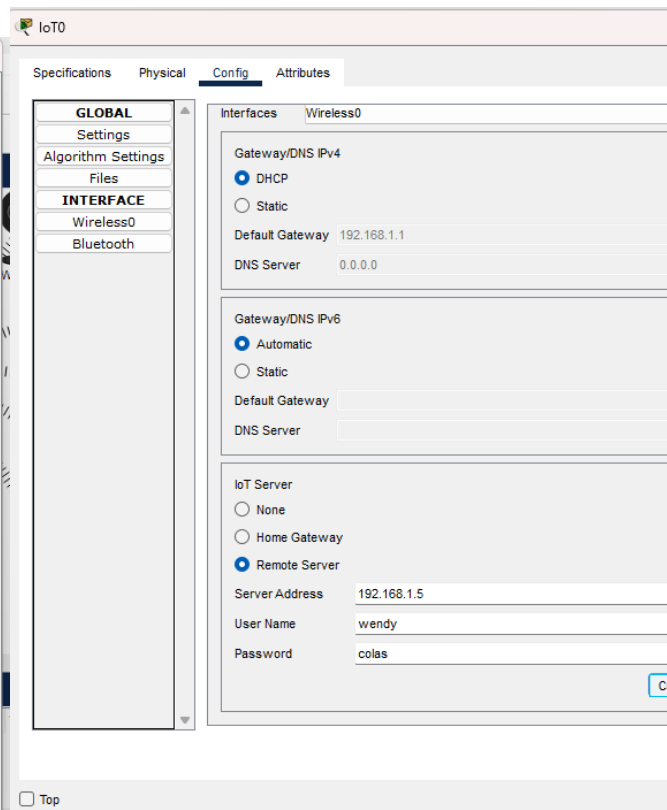 IoT0
Specifications Physical Config Attributes
GLOBAL
Settings
Algorithm Settings
Files
INTERFACE
Wireless0
Bluetooth
Interfaces Wireless0
Gateway/DNS IPv4
DHCP
Static
Default Gateway 192.168.1.1
DNS Server 0.0.0.0
Gateway/DNS IPv6
Automatic
Static
Default Gateway
DNS Server
IoT Server
None
Home Gateway
Remote Server
Server Address 192.168.1.5
User Name wendy
Password colas
Top